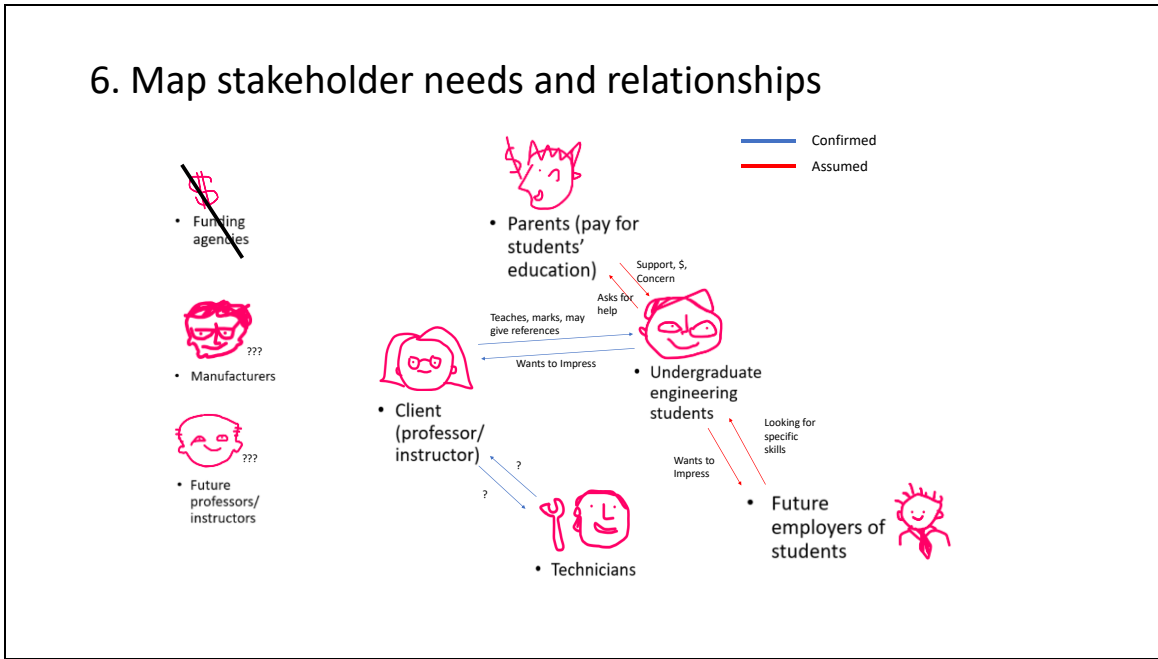 6. Map stakeholder needs and relationships
Confirmed
Assumed
$
• Funding
agencies
$
• Parents (pay for
students’
education)
Support, $,
Concern
Asks for
help
Teaches, marks, may
give references
Wants to Impress
???
• Manufacturers
• Undergraduate
engineering
students
• Client
(professor/
instructor)
Looking for
specific
skills
Wants to
Impress
???
• Future
professors/
instructors
?
?
• Technicians
• Future
employers of
students